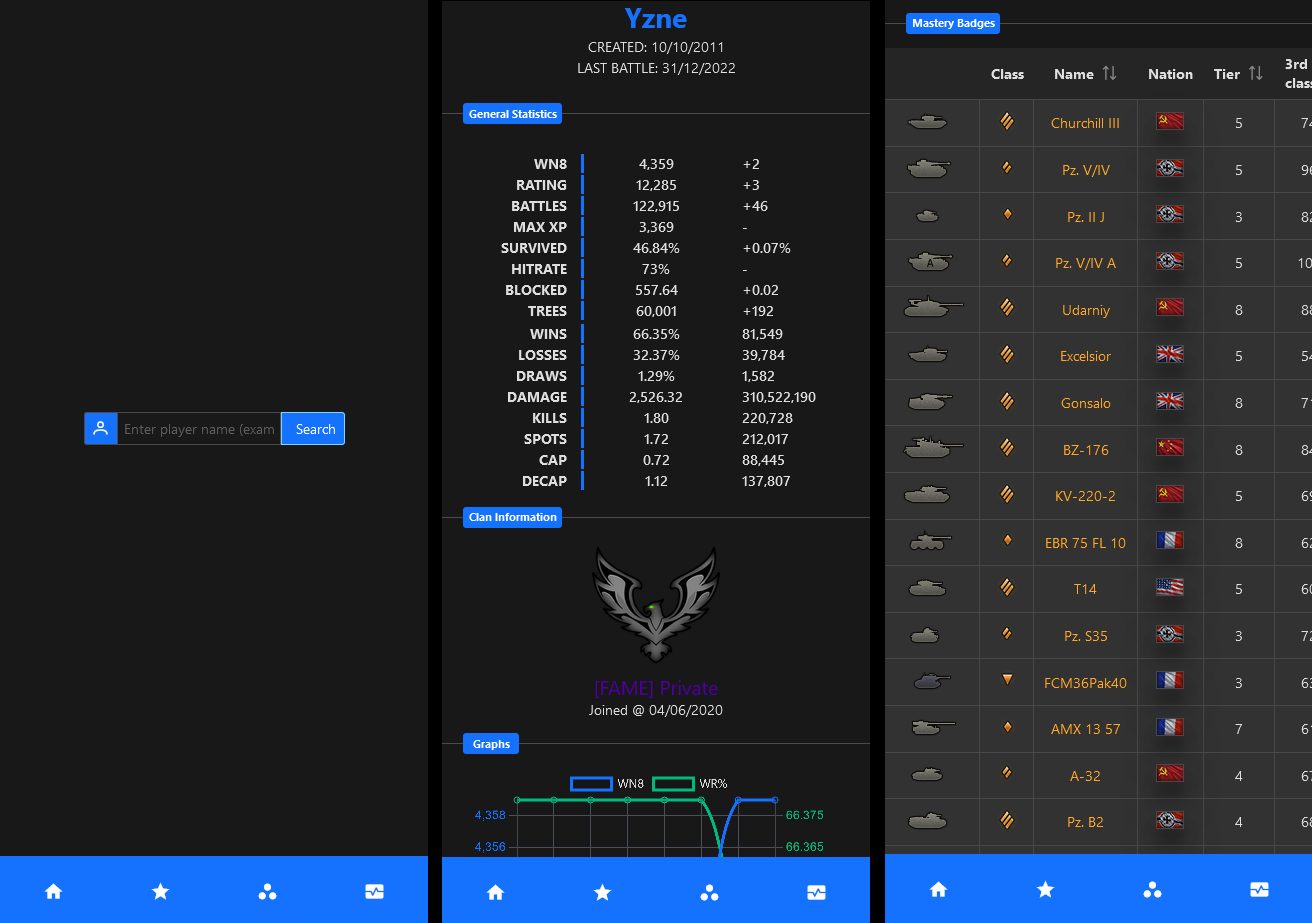 Enter player name (exam
Search
Yzne
CREATED: 10/10/2011
LAST BATTLE: 31/12/2022
General Statistics
WN8 4,359 +2
RATING 12,285 +3
BATTLES 122,915 +46
MAX XP 3,369 -
SURVIVED 46.84% +0.07%
HITRATE 73% -
BLOCKED 557.64 +0.02
TREES 60,001 +192
WINS 66.35% 81,549
LOSSES 32.37% 39,784
DRAWS 1.29% 1,582
DAMAGE 2,526.32 310,522,190
KILLS 1.80 220,728
SPOTS 1.72 212,017
CAP 0.72 88,445
DECAP 1.12 137,807
Clan Information
[FAME] Private
Joined @ 04/06/2020
Graphs
WN8 WR%
4,358 66.375
4,356 66.365
Mastery Badges
Class Name Nation Tier 3rd
clas
Churchill III 5 74
Pz. V/IV 5 96
Pz. II J 3 82
A Pz. V/IV A 5 10
Udarniy 8 88
Excelsior 5 54
Gonsalo 8 71
BZ-176 8 84
KV-220-2 5 69
EBR 75 FL 10 8 62
T14 5 60
Pz. S35 3 72
FCM36Pak40 3 63
AMX 13 57 7 61
A-32 4 67
Pz. B2 4 68